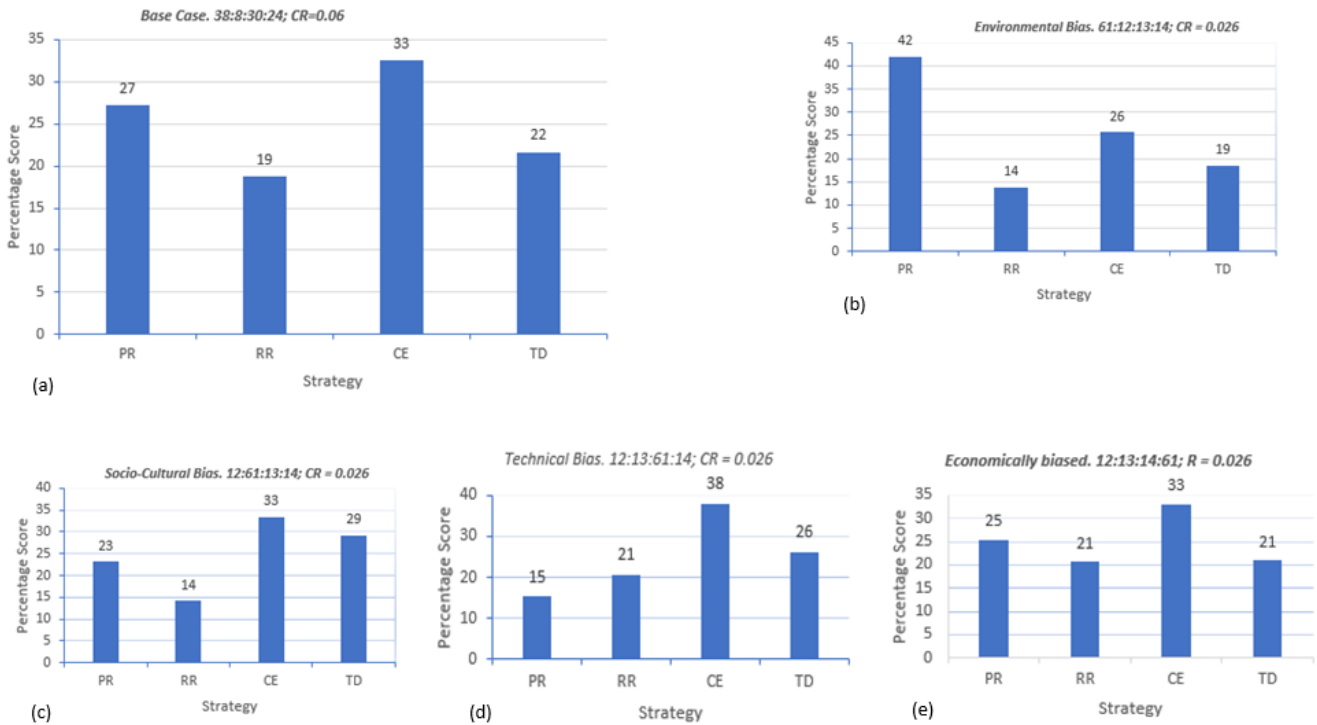 Base Case. 38:8:30:24; CR=0.06
35
30
25
20
15
10
5
0
Percentage Score
27
19
33
22
PR RR CE TD
Strategy
(a)
Environmental Bias. 61:12:13:14; CR = 0.026
45
40
35
30
25
20
15
10
5
0
Percentage Score
42
14
26
19
PR RR CE TD
Strategy
(b)
Socio-Cultural Bias. 12:61:13:14; CR = 0.026
40
35
30
25
20
15
10
5
0
Percentage Score
23
14
33
29
PR RR CE TD
Strategy
(c)
Technical Bias. 12:13:61:14; CR = 0.026
40
30
20
10
0
Percentage Score
15
21
38
26
PR RR CE TD
Strategy
(d)
Economically biased. 12:13:14:61; R = 0.026
35
30
25
20
15
10
5
0
Percentage Score
25
21
33
21
PR RR CE TD
Strategy
(e)